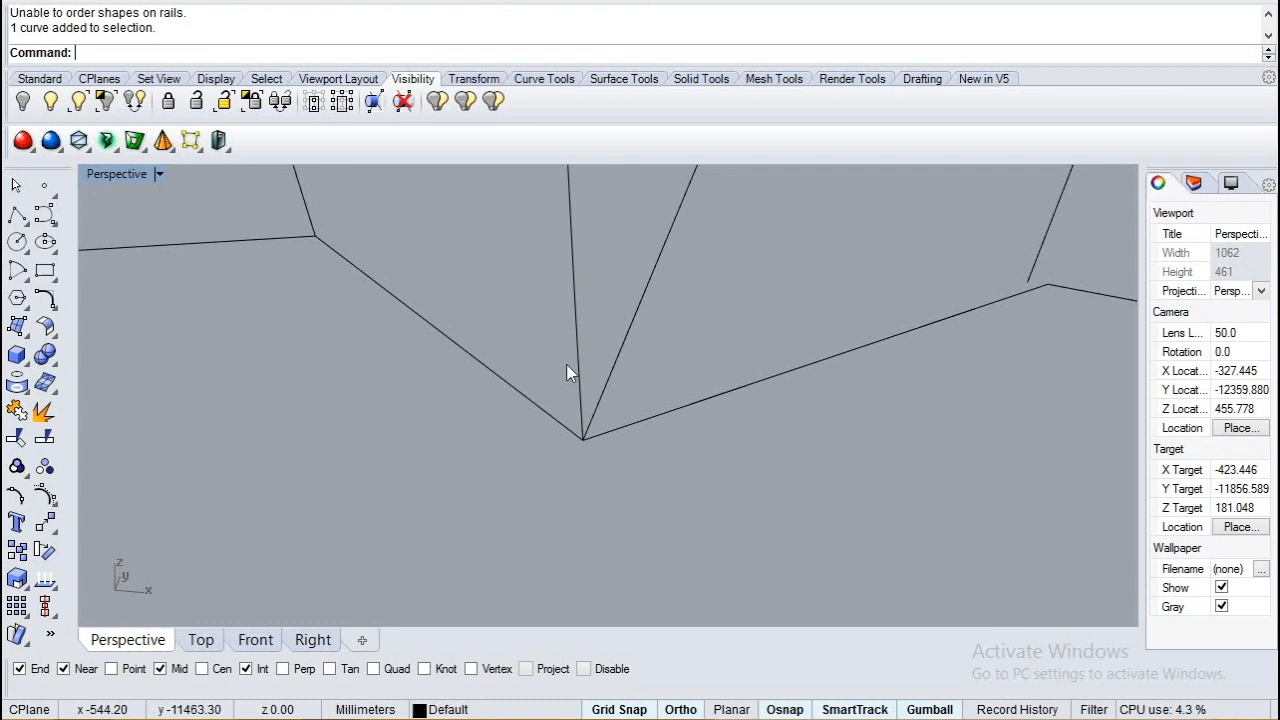 Unable to order shapes on rails.
1 curve added to selection.
Command:
Standard CPlanes Set View Display Select Viewport Layout Visibility Transform Curve Tools Surface Tools Solid Tools Mesh Tools Render Tools Drafting New in V5
Perspective
Viewport
Title Perspecti...
Width 1062
Height 461
Projecti... Persp...
Camera
Lens L... 50.0
Rotation 0.0
X Locat... -327.445
Y Locat... -12359.880
Z Locat... 455.778
Location Place...
Target
X Target -423.446
Y Target -11856.589
Z Target 181.048
Location Place...
Wallpaper
Filename (none) ...
Show
Gray
z
y
x
Perspective Top Front Right
End Near Point Mid Cen Int Perp Tan Quad Knot Vertex Project Disable
Activate Windows
Go to PC settings to activate Windows.
CPlane x -544.20 y -11463.30 z 0.00 Millimeters Default Grid Snap Ortho Planar Osnap SmartTrack Gumball Record History Filter CPU use: 4.3 %